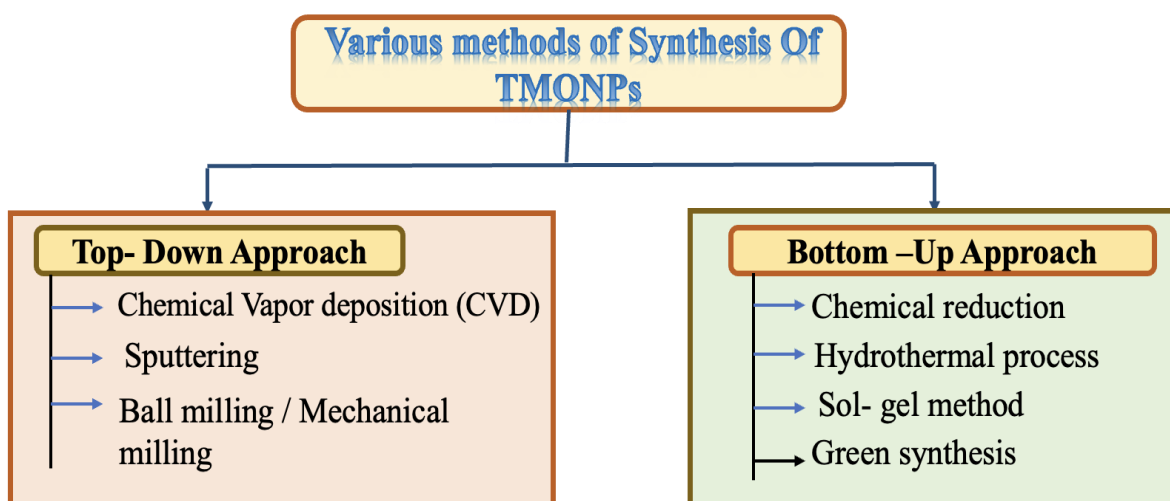 Various methods of Synthesis Of
TMONPs
Top- Down Approach
Chemical Vapor deposition (CVD)
Sputtering
Ball milling / Mechanical
milling
Bottom –Up Approach
Chemical reduction
Hydrothermal process
Sol- gel method
Green synthesis